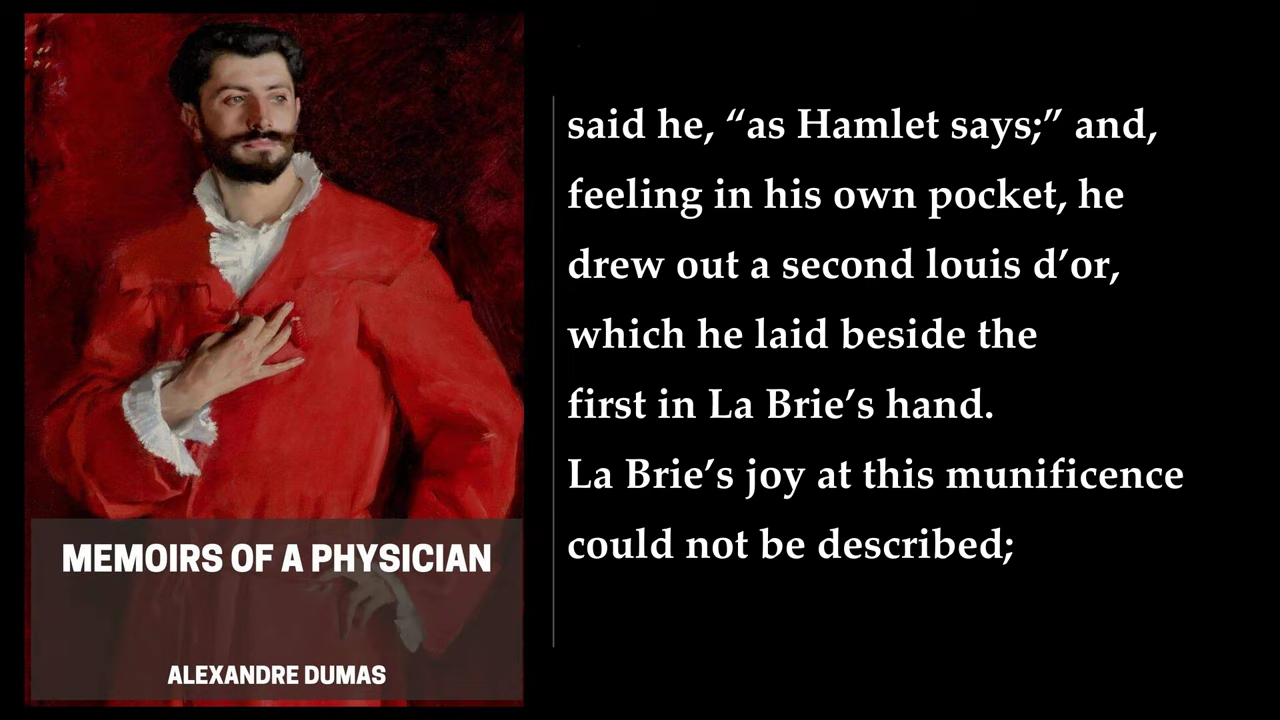 MEMOIRS OF A PHYSICIAN
ALEXANDRE DUMAS
said he, “as Hamlet says;” and,
feeling in his own pocket, he
drew out a second louis d’or,
which he laid beside the
first in La Brie’s hand.
La Brie’s joy at this munificence
could not be described;